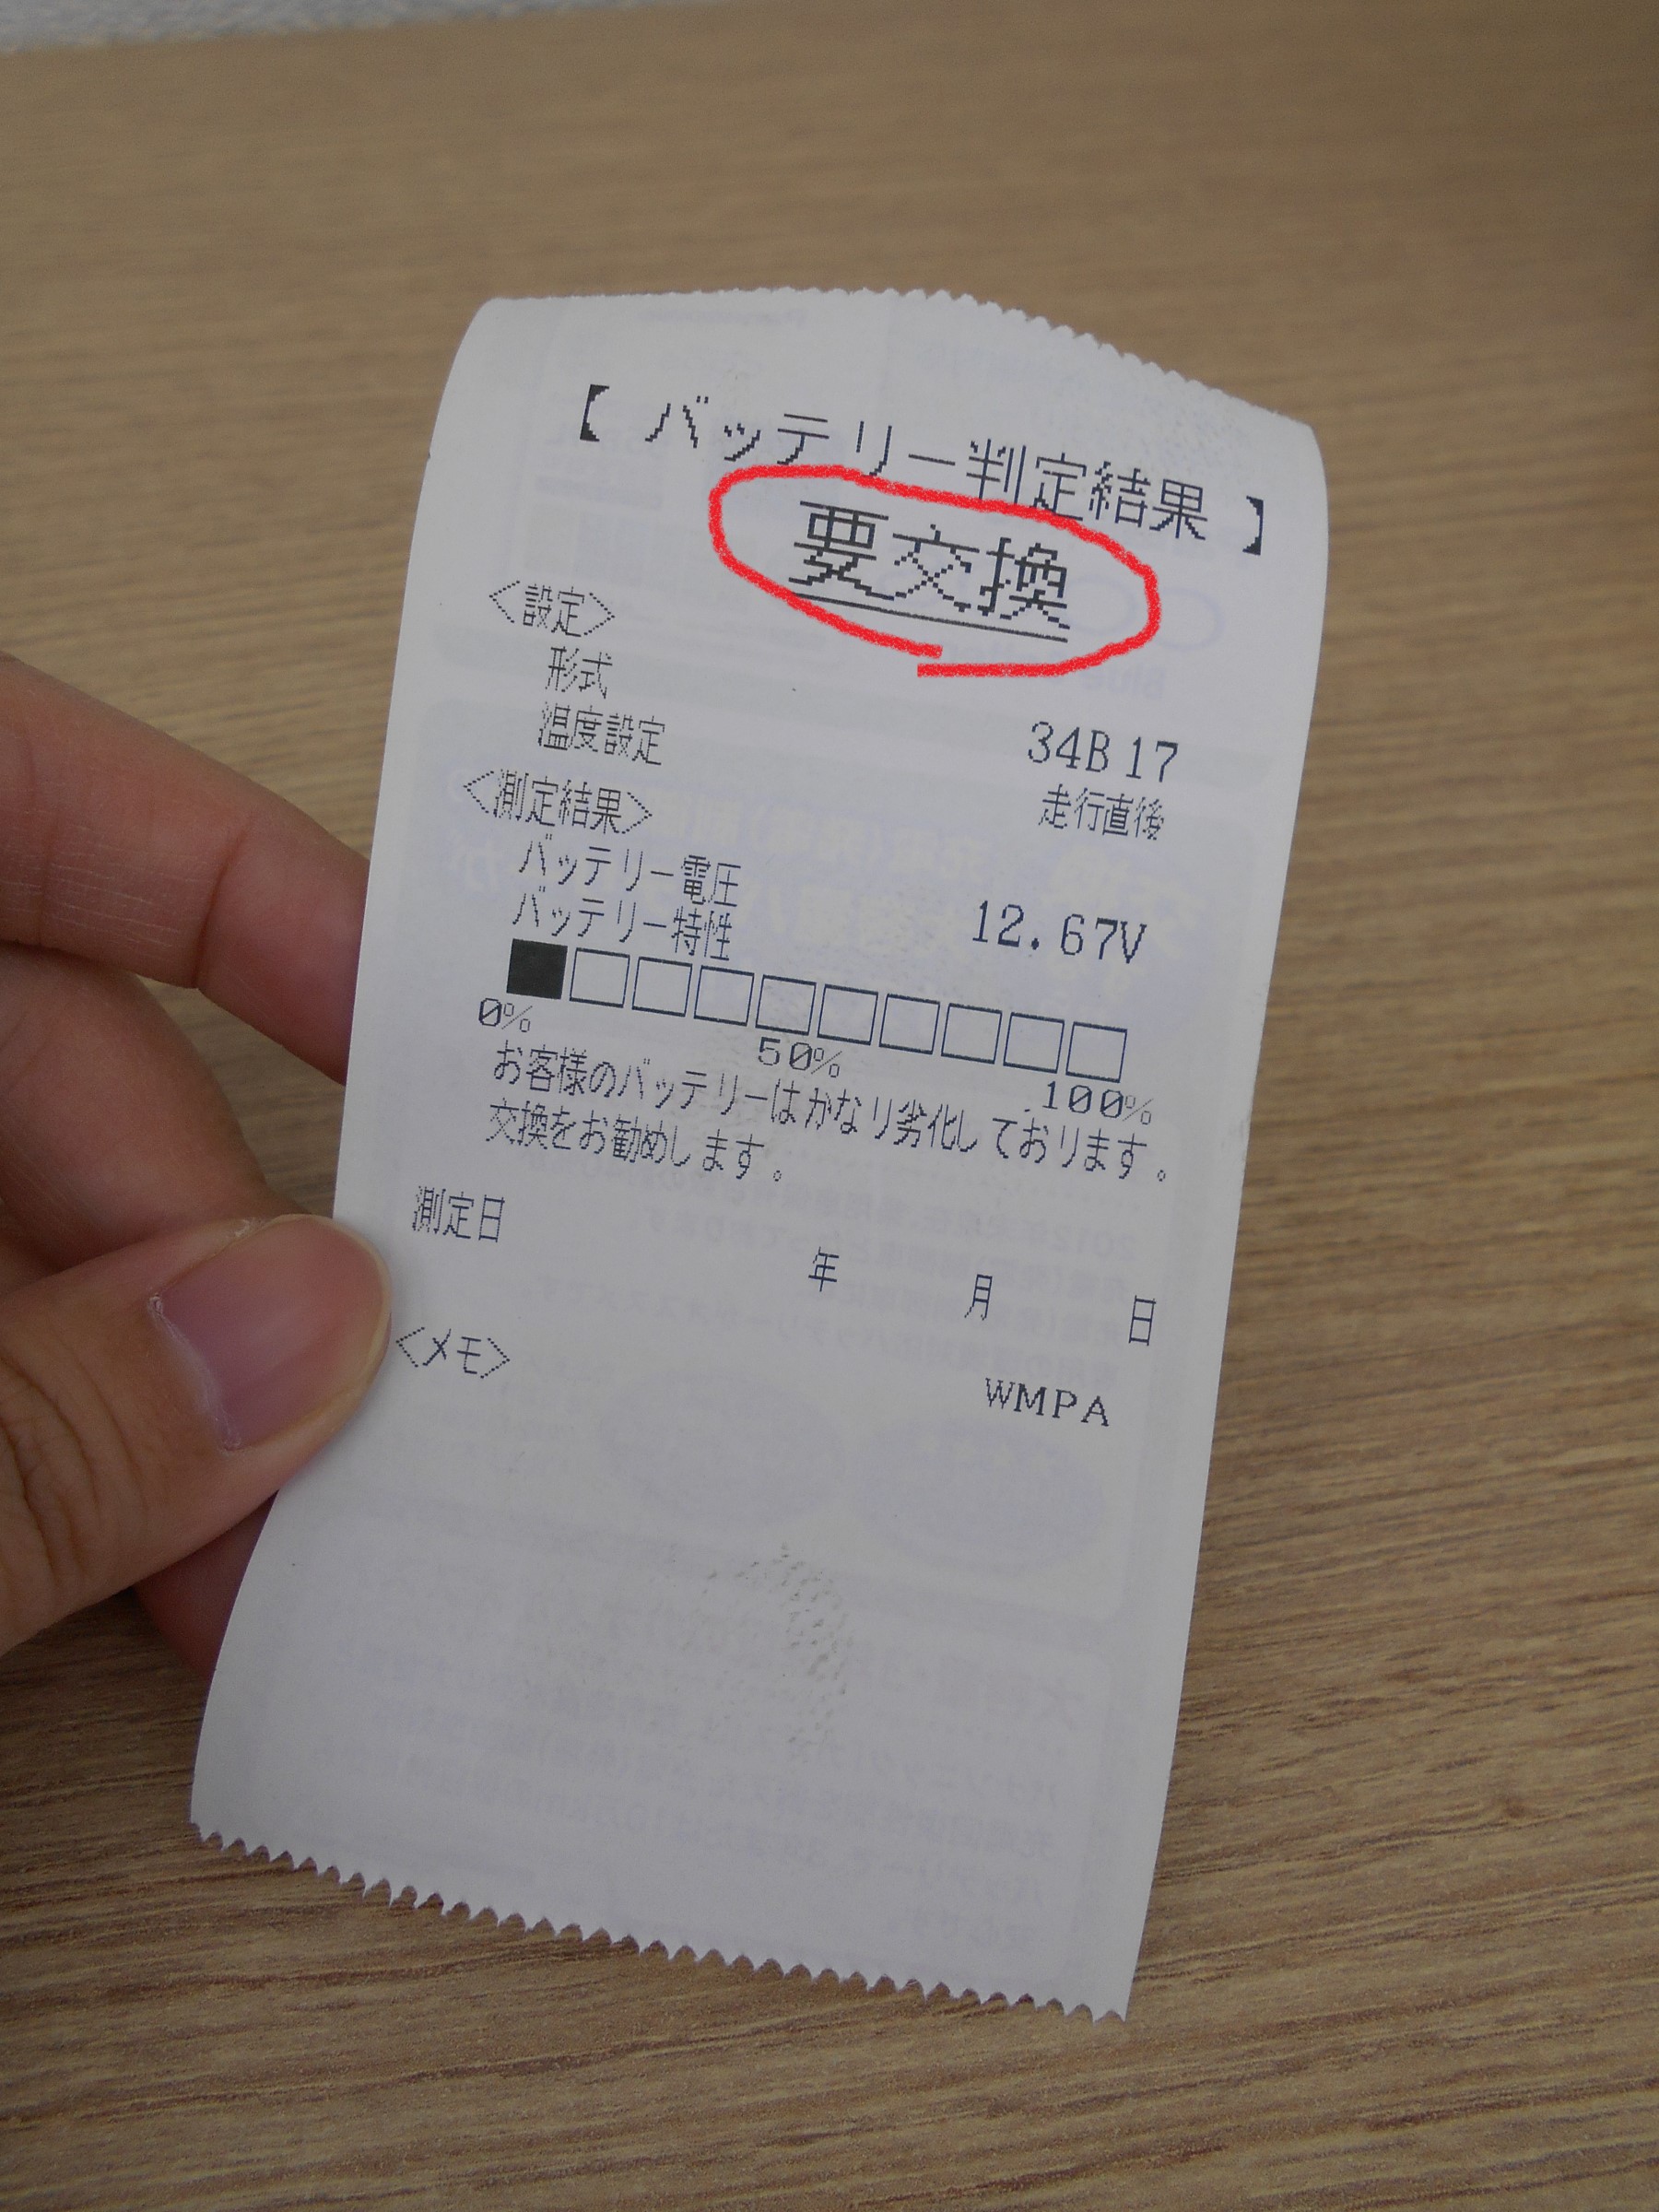 【 バッテリー判定結果 】
要交換
<設定>
形式 34B17
温度設定 走行直後
<測定結果>
バッテリー電圧 12.67V
バッテリー特性
0% 50% 100%
お客様のバッテリーはかなり劣化しております。
交換をお勧めします。
測定日
年 月 日
<メモ>
WMPA